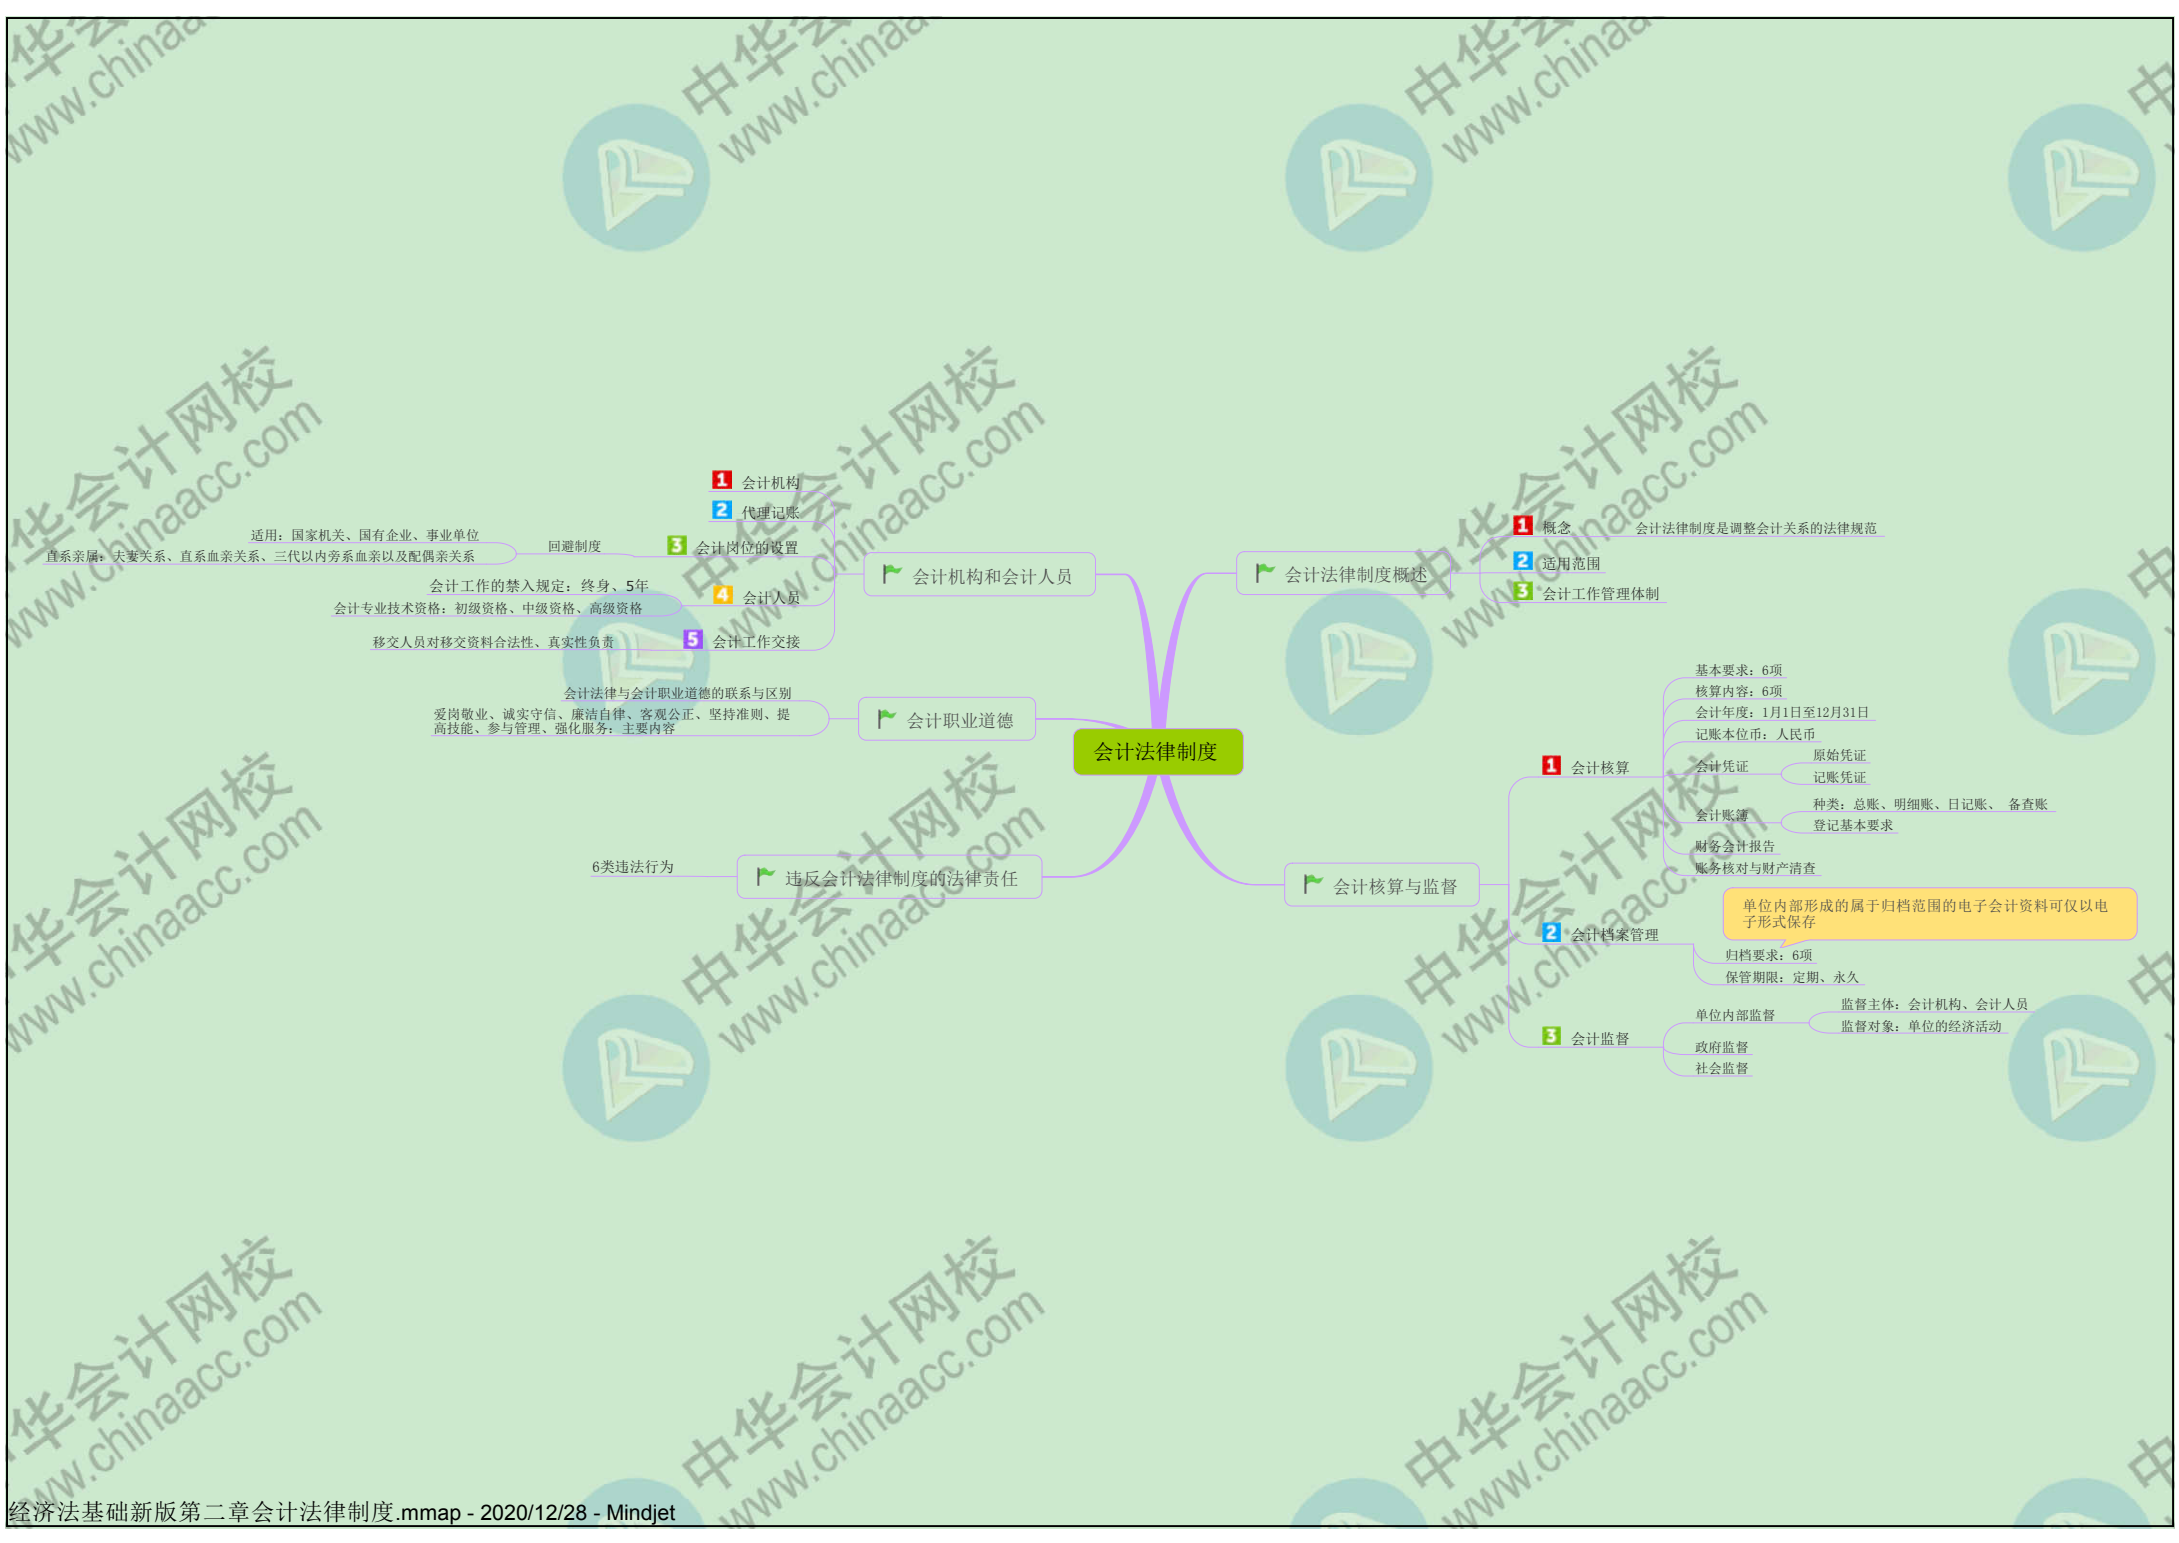 会计法律制度
会计法律制度概述
1 概念
会计法律制度是调整会计关系的法律规范
2 适用范围
3 会计工作管理体制
会计核算与监督
1 会计核算
基本要求：6项
核算内容：6项
会计年度：1月1日至12月31日
记账本位币：人民币
会计凭证
原始凭证
记账凭证
会计账簿
种类：总账、明细账、日记账、 备查账
登记基本要求
财务会计报告
账务核对与财产清查
2 会计档案管理
单位内部形成的属于归档范围的电子会计资料可仅以电
子形式保存
归档要求：6项
保管期限：定期、永久
3 会计监督
单位内部监督
监督主体：会计机构、会计人员
监督对象：单位的经济活动
政府监督
社会监督
会计机构和会计人员
1 会计机构
2 代理记账
3 会计岗位的设置
回避制度
适用：国家机关、国有企业、事业单位
直系亲属：夫妻关系、直系血亲关系、三代以内旁系血亲以及配偶亲关系
4 会计人员
会计工作的禁入规定：终身、5年
会计专业技术资格：初级资格、中级资格、高级资格
5 会计工作交接
移交人员对移交资料合法性、真实性负责
会计职业道德
会计法律与会计职业道德的联系与区别
爱岗敬业、诚实守信、廉洁自律、客观公正、坚持准则、提
高技能、参与管理、强化服务：主要内容
违反会计法律制度的法律责任
6类违法行为
中华会计网校
www.chinaacc.com
经济法基础新版第二章会计法律制度.mmap - 2020/12/28 - Mindjet